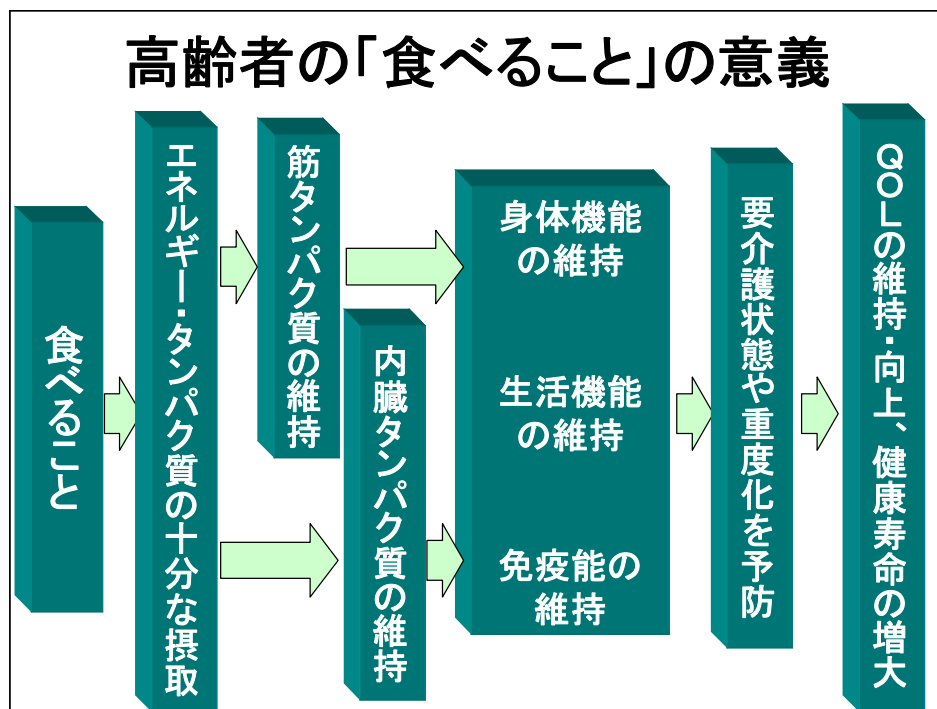 高齢者の｢食べること｣の意義
食べること
エネルギー・タンパク質の十分な摂取
筋タンパク質の維持
内臓タンパク質の維持
身体機能
の維持
生活機能
の維持
免疫能の
維持
要介護状態や重度化を予防
ＱＯＬの維持・向上、健康寿命の増大